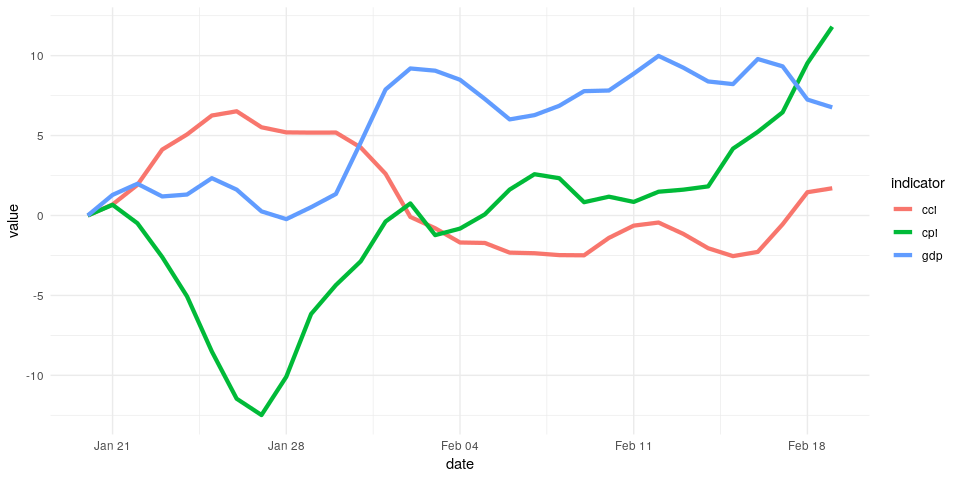 10
5
0
-5
-10
value
Jan 21
Jan 28
Feb 04
Feb 11
Feb 18
date
indicator
cci
cpi
gdp